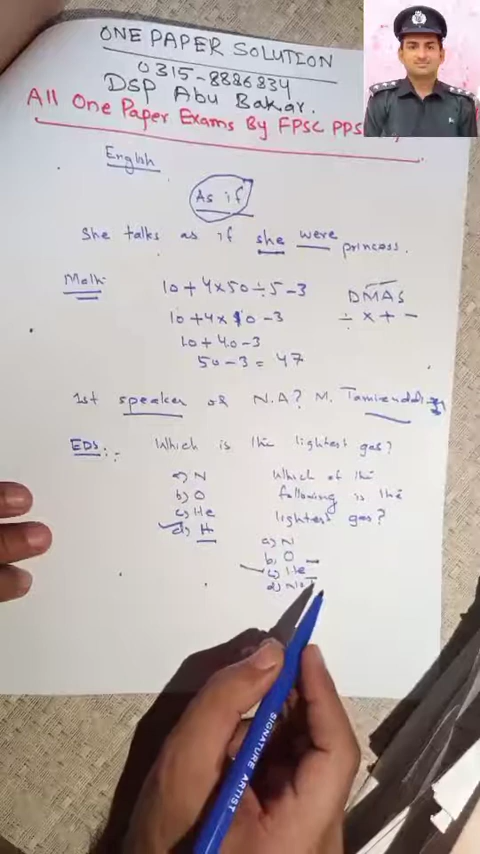 ONE PAPER SOLUTION
0315-8886834
DSP Abu Bakar.
All One Paper Exams By FPSC PPS
English
As if
She talks as if she were princess.
Math
10 + 4 x 50 ÷ 5 - 3
DMAS
÷ x + -
10 + 4 x 10 - 3
10 + 40 - 3
50 - 3 = 47
1st speaker of N.A? M. Tamizuddin
EDS:- Which is the lightest gas?
a) N
b) O
c) He
d) H
Which of the
following is the
lightest gas?
a) N
b) O
c) He
d)
SIGNATURE ARTIST